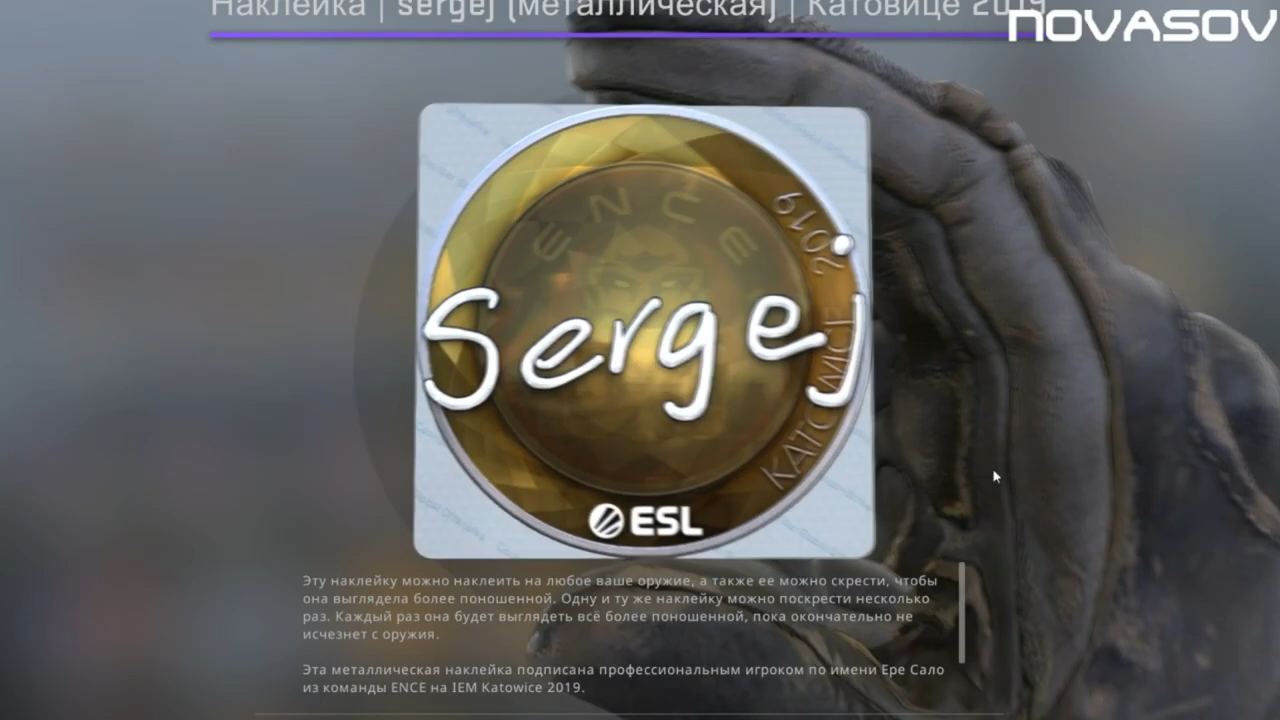 Наклейка | sergej (металлическая) | Катовице 2019
NOVASOV
ENCE
2019
Sergej
KATOWICE
ESL
Эту наклейку можно наклеить на любое ваше оружие, а также ее можно скрести, чтобы
она выглядела более поношенной. Одну и ту же наклейку можно поскрести несколько
раз. Каждый раз она будет выглядеть всё более поношенной, пока окончательно не
исчезнет с оружия.
Эта металлическая наклейка подписана профессиональным игроком по имени Ере Сало
из команды ENCE на IEM Katowice 2019.